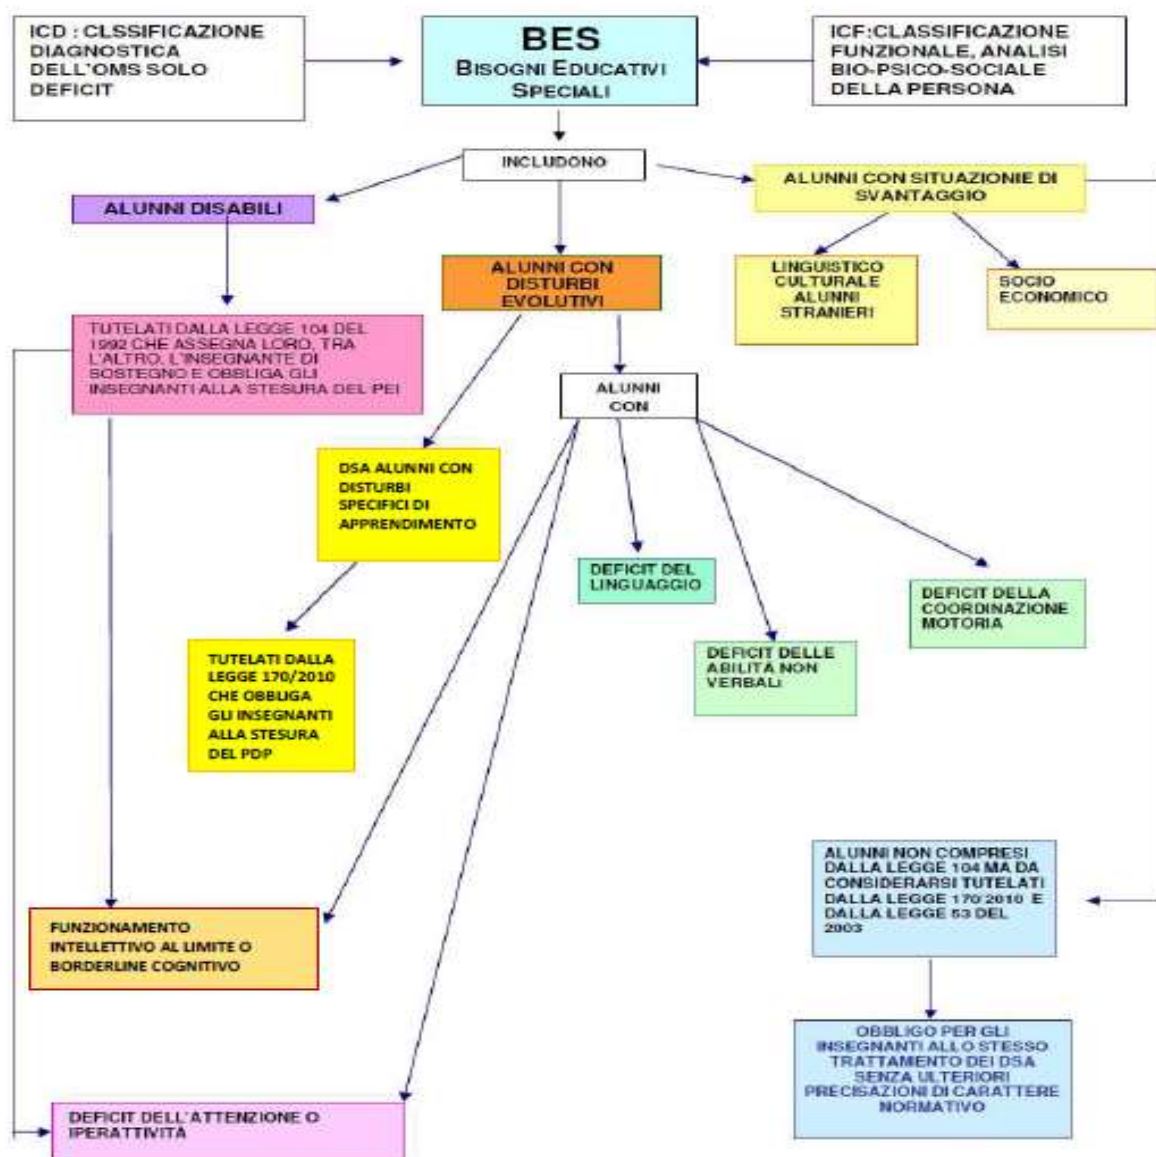 ICD : CLSSIFICAZIONE
DIAGNOSTICA
DELL'OMS SOLO
DEFICIT
BES
BISOGNI EDUCATIVI
SPECIALI
ICF:CLASSIFICAZIONE
FUNZIONALE, ANALISI
BIO-PSICO-SOCIALE
DELLA PERSONA
INCLUDONO
ALUNNI DISABILI
ALUNNI CON SITUAZIONIE DI
SVANTAGGIO
ALUNNI CON
DISTURBI
EVOLUTIVI
LINGUISTICO
CULTURALE
ALUNNI
STRANIERI
SOCIO
ECONOMICO
TUTELATI DALLA LEGGE 104 DEL
1992 CHE ASSEGNA LORO, TRA
L'ALTRO, L'INSEGNANTE DI
SOSTEGNO E OBBLIGA GLI
INSEGNANTI ALLA STESURA DEL PEI
ALUNNI
CON
DSA ALUNNI CON
DISTURBI
SPECIFICI DI
APPRENDIMENTO
DEFICIT DEL
LINGUAGGIO
DEFICIT DELLA
COORDINAZIONE
MOTORIA
DEFICIT DELLE
ABILITÀ NON
VERBALI
TUTELATI DALLA
LEGGE 170/2010
CHE OBBLIGA
GLI INSEGNANTI
ALLA STESURA
DEL PDP
ALUNNI NON COMPRESI
DALLA LEGGE 104 MA DA
CONSIDERARSI TUTELATI
DALLA LEGGE 170/2010 E
DALLA LEGGE 53 DEL
2003
FUNZIONAMENTO
INTELLETTIVO AL LIMITE O
BORDERLINE COGNITIVO
OBBLIGO PER GLI
INSEGNANTI ALLO STESSO
TRATTAMENTO DEI DSA
SENZA ULTERIORI
PRECISAZIONI DI CARATTERE
NORMATIVO
DEFICIT DELL'ATTENZIONE O
IPERATTIVITÀ